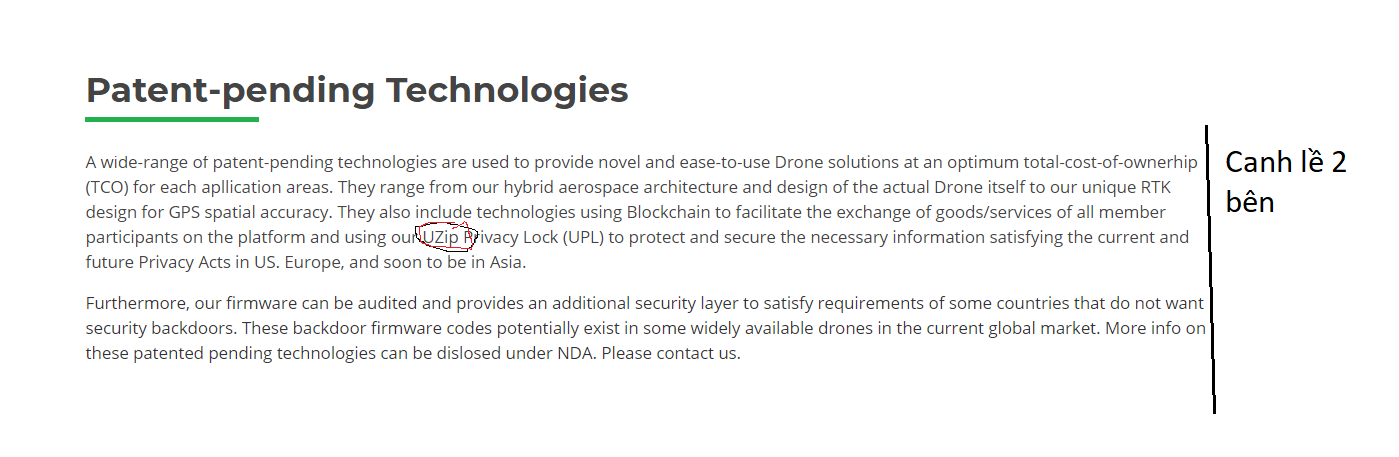 Patent-pending Technologies
A wide-range of patent-pending technologies are used to provide novel and ease-to-use Drone solutions at an optimum total-cost-of-ownerhip
(TCO) for each apllication areas. They range from our hybrid aerospace architecture and design of the actual Drone itself to our unique RTK
design for GPS spatial accuracy. They also include technologies using Blockchain to facilitate the exchange of goods/services of all member
participants on the platform and using our UZip Privacy Lock (UPL) to protect and secure the necessary information satisfying the current and
future Privacy Acts in US. Europe, and soon to be in Asia.
Furthermore, our firmware can be audited and provides an additional security layer to satisfy requirements of some countries that do not want
security backdoors. These backdoor firmware codes potentially exist in some widely available drones in the current global market. More info on
these patented pending technologies can be dislosed under NDA. Please contact us.
Canh lề 2
bên